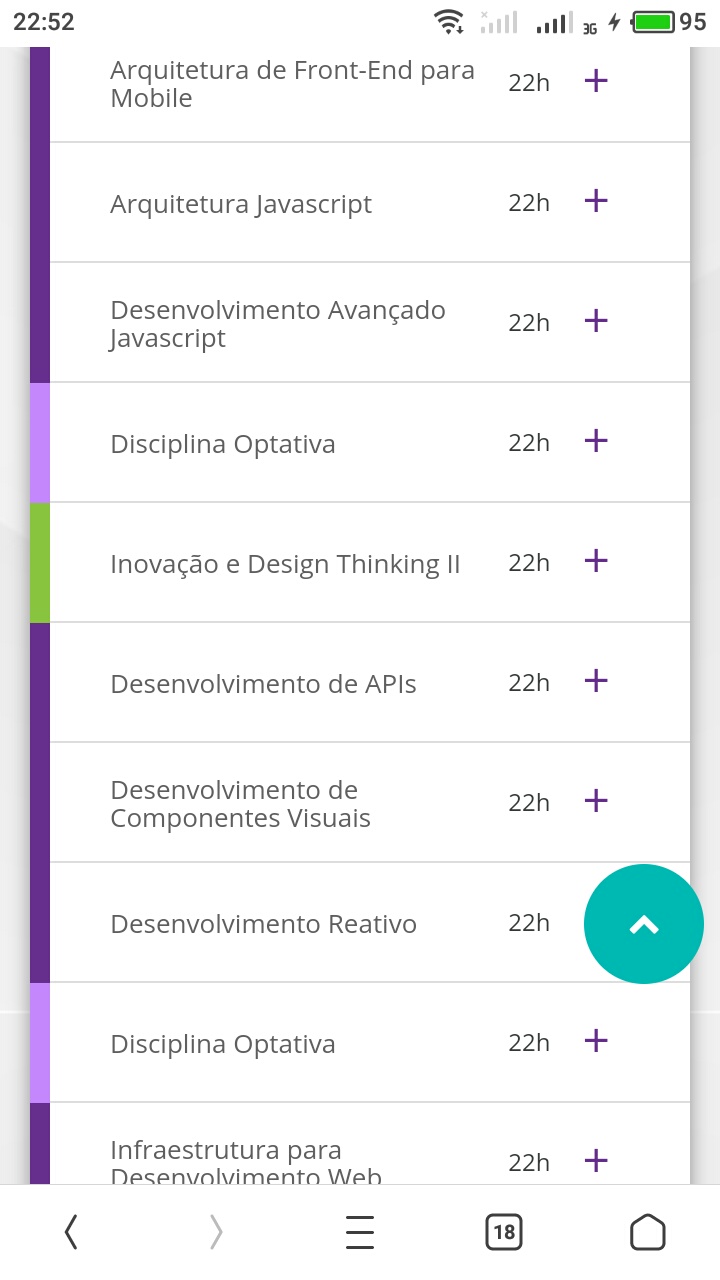 22:52
3G
95
Arquitetura de Front-End para
Mobile
22h
+
Arquitetura Javascript
22h
+
Desenvolvimento Avançado
Javascript
22h
+
Disciplina Optativa
22h
+
Inovação e Design Thinking II
22h
+
Desenvolvimento de APIs
22h
+
Desenvolvimento de
Componentes Visuais
22h
+
Desenvolvimento Reativo
22h
Disciplina Optativa
22h
+
Infraestrutura para
Desenvolvimento Web
22h
+
18